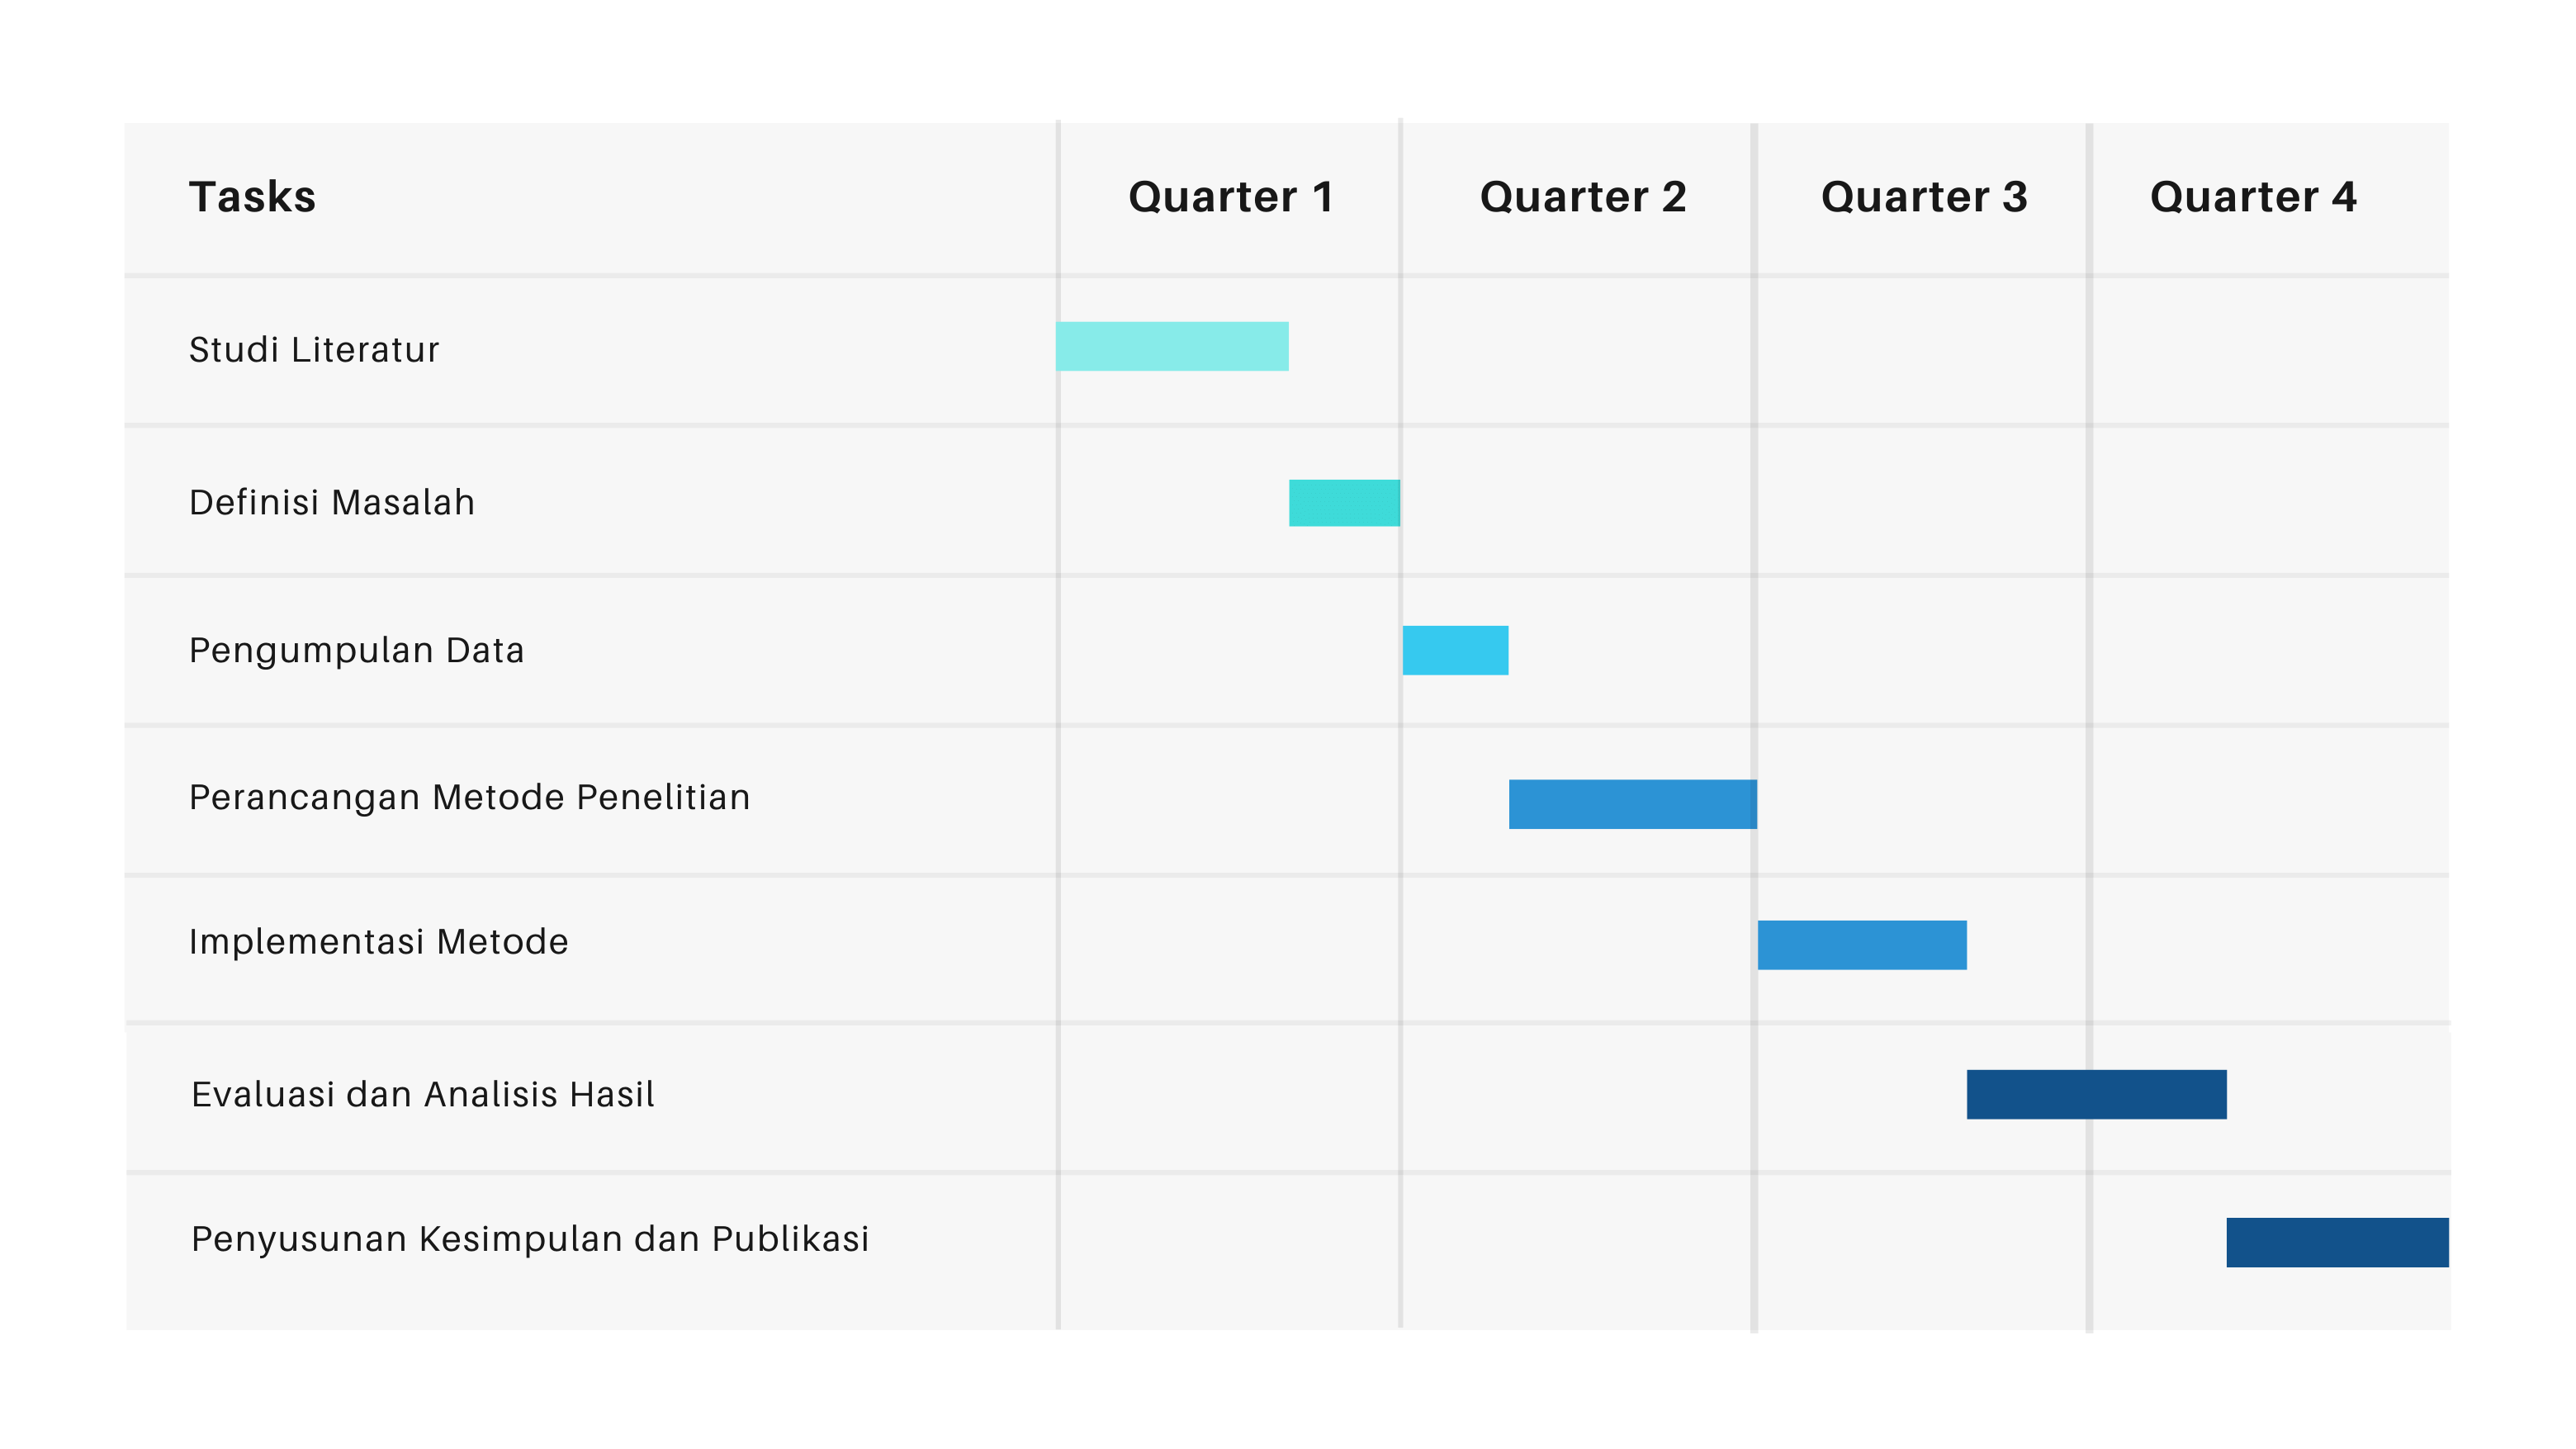 Tasks Quarter 1 Quarter 2 Quarter 3 Quarter 4
Studi Literatur
Definisi Masalah
Pengumpulan Data
Perancangan Metode Penelitian
Implementasi Metode
Evaluasi dan Analisis Hasil
Penyusunan Kesimpulan dan Publikasi